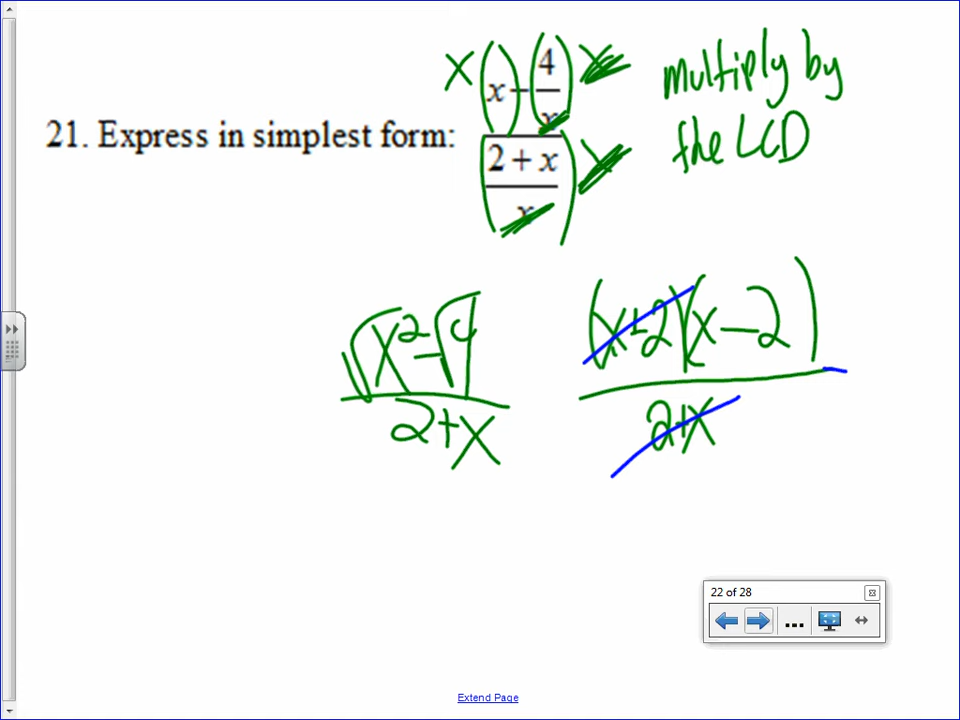 x(x) - (4/x)x multiply by
21. Express in simplest form: the LCD
(2 + x/x)x
√x² - √4 (x+2)(x-2)
2+x 2+x
22 of 28
...
Extend Page